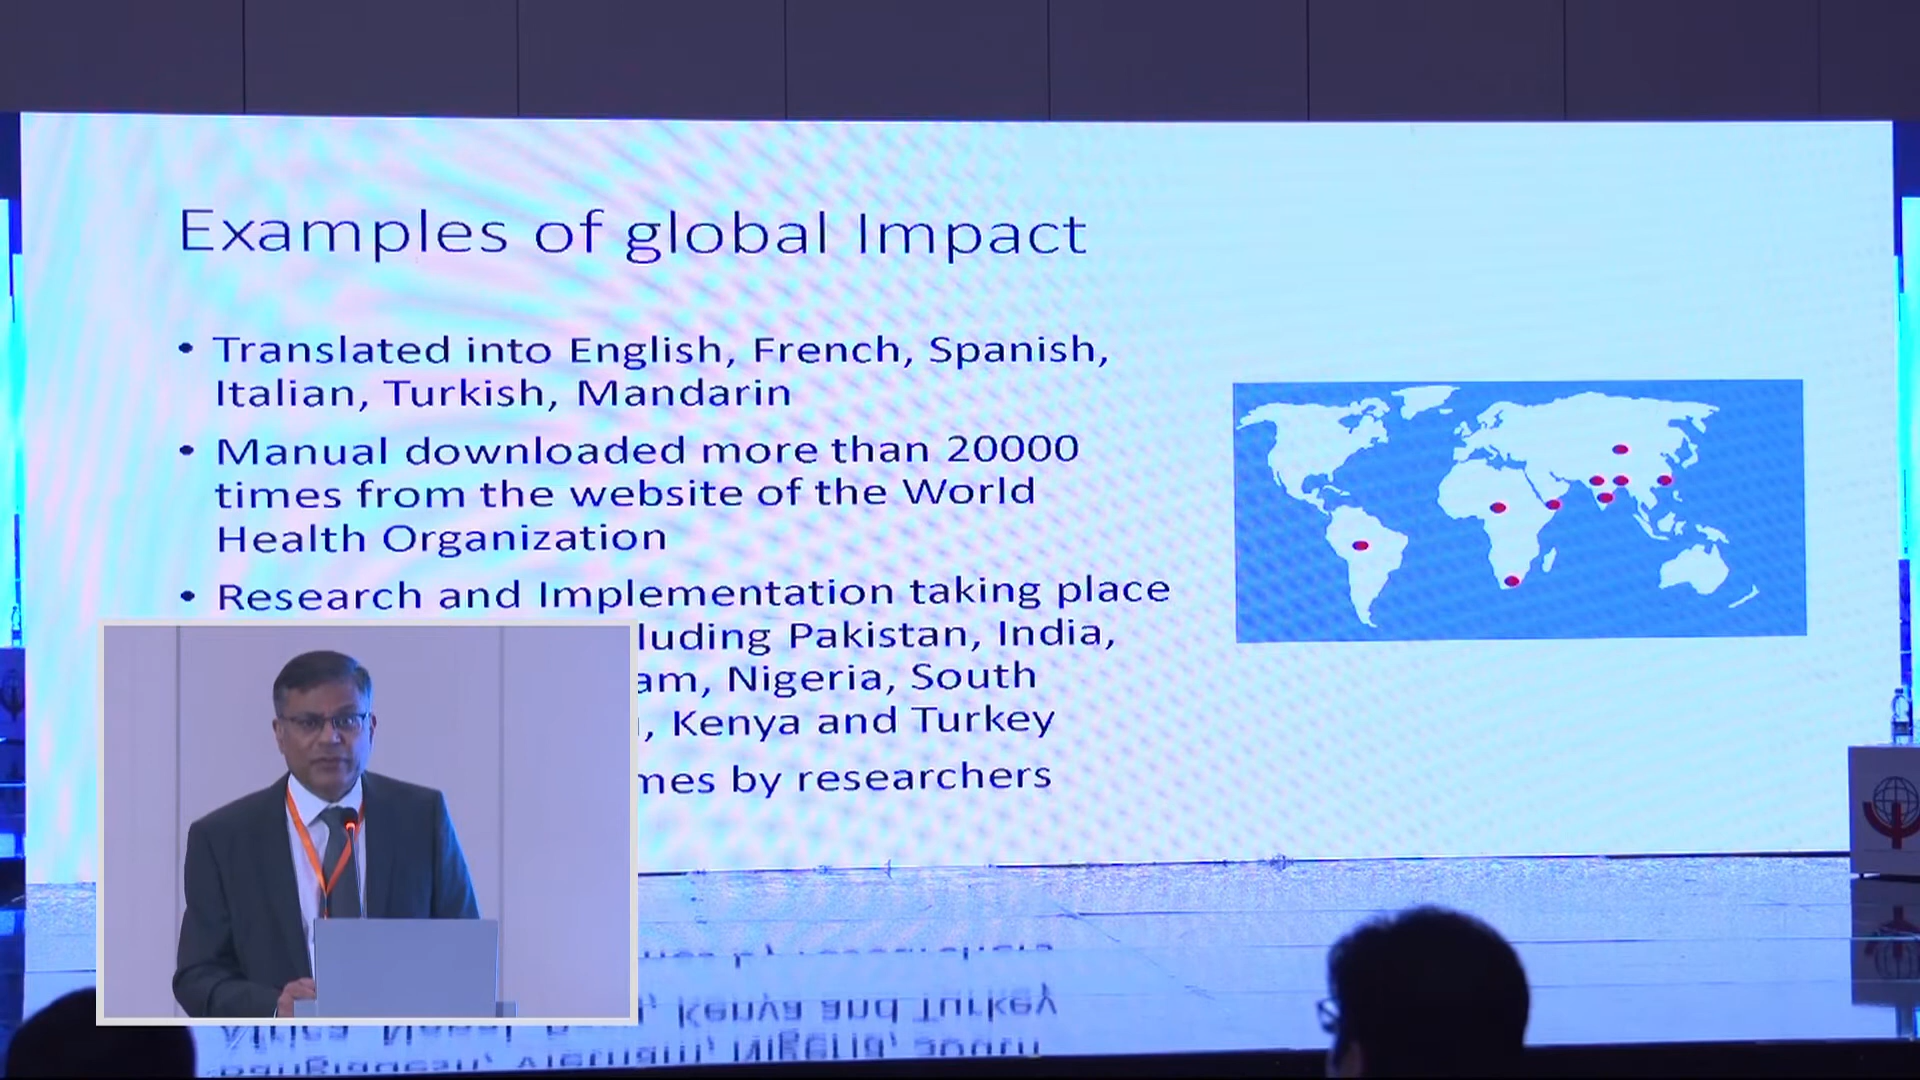 Examples of global Impact
• Translated into English, French, Spanish,
Italian, Turkish, Mandarin
• Manual downloaded more than 20000
times from the website of the World
Health Organization
• Research and Implementation taking place
luding Pakistan, India,
am, Nigeria, South
, Kenya and Turkey
mes by researchers